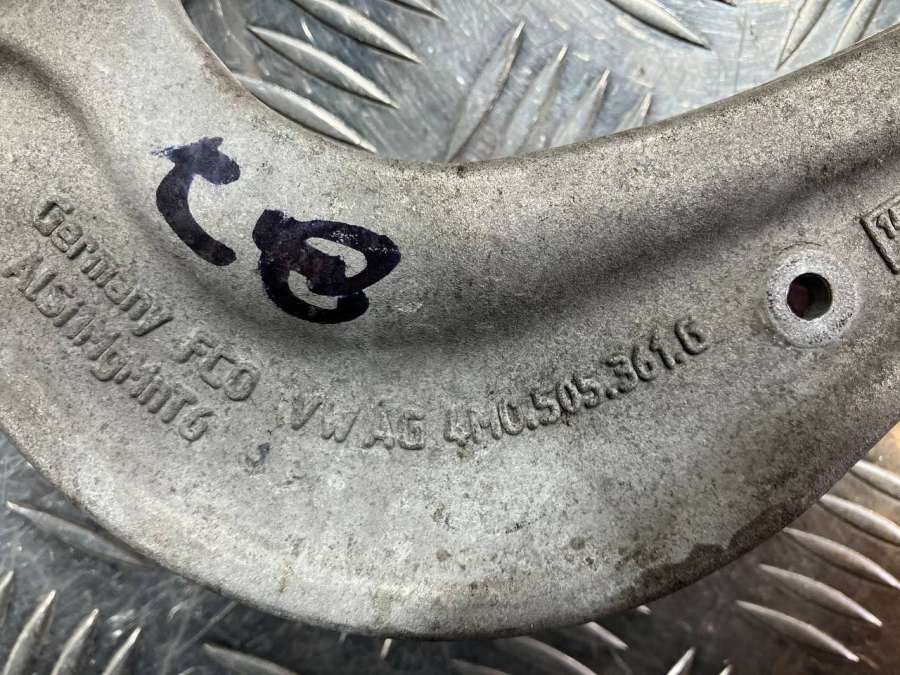 Germany FCO VW AG 4M0.505.361.G
AlSi1MgMnT6